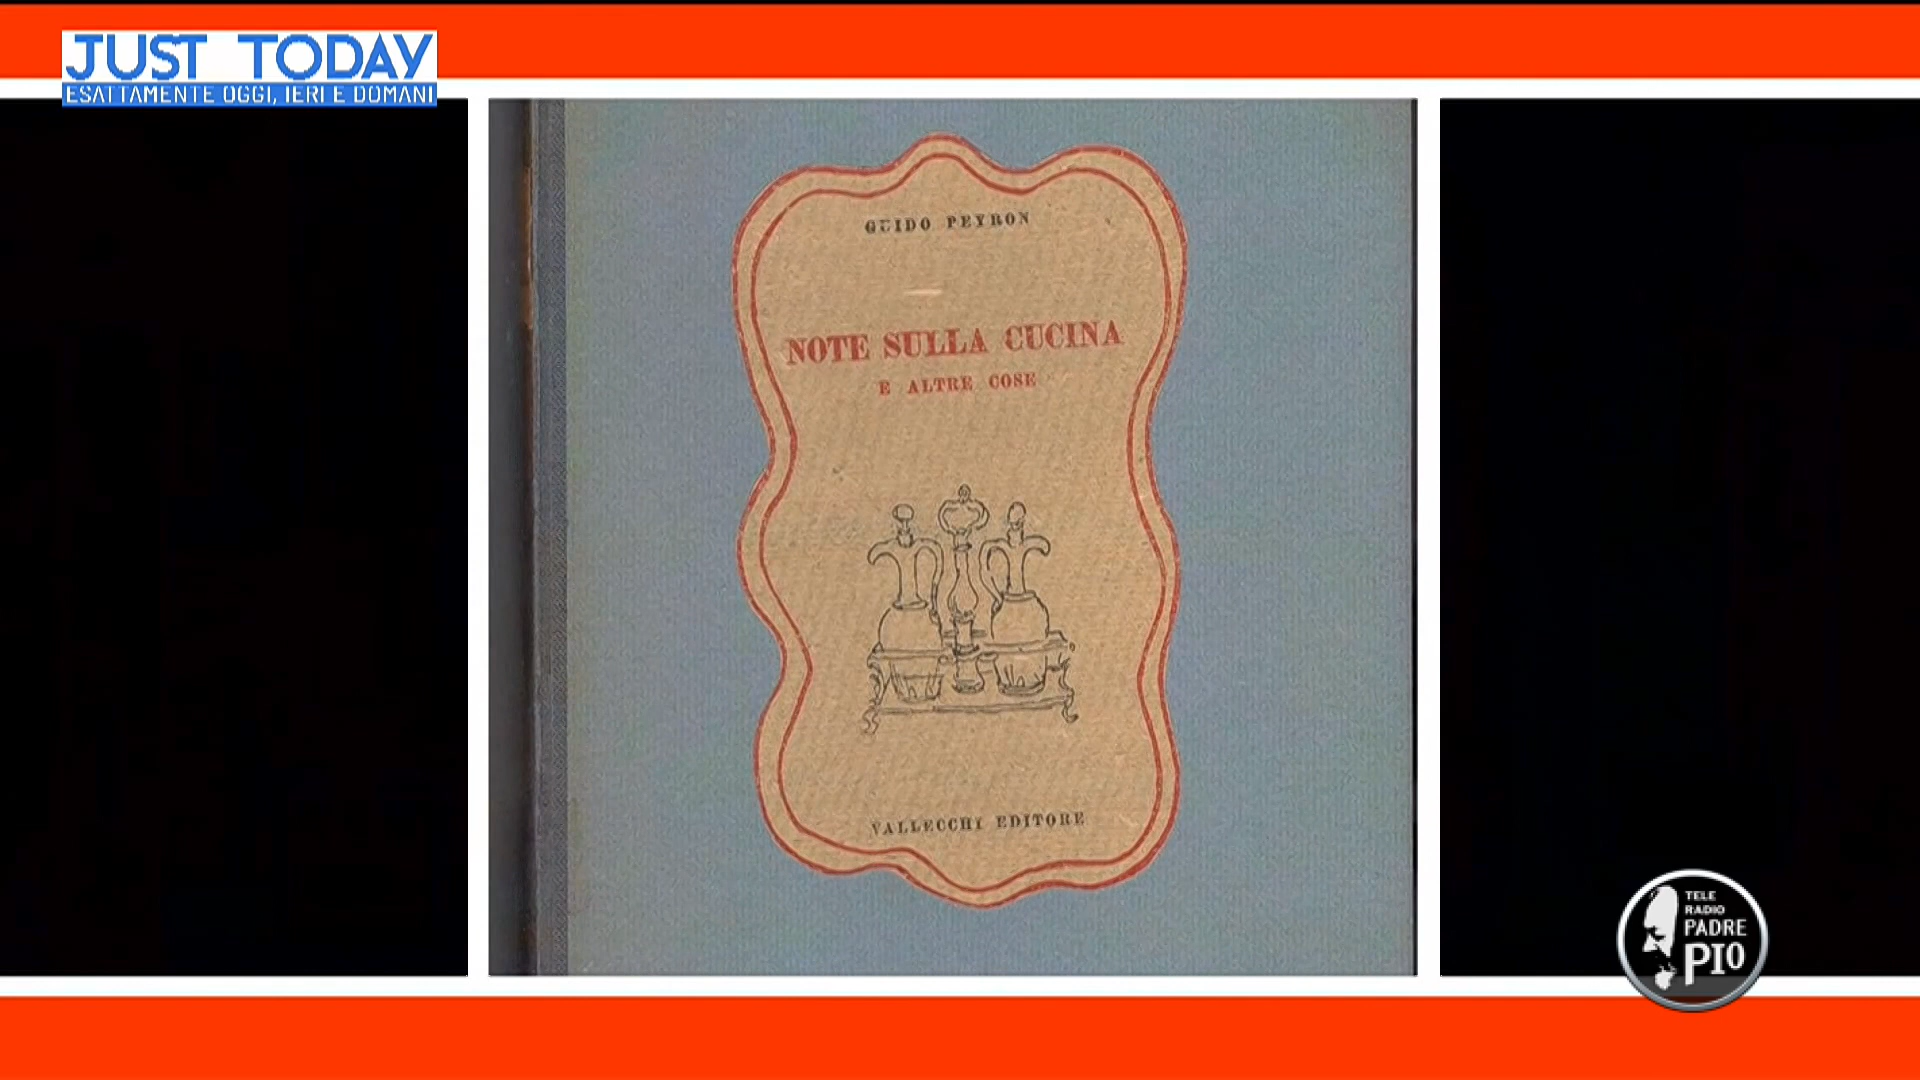 JUST TODAY
ESATTAMENTE OGGI, IERI E DOMANI
GUIDO PEYRON
NOTE SULLA CUCINA
E ALTRE COSE
VALLECCHI EDITORE
TELE
RADIO
PADRE
PIO